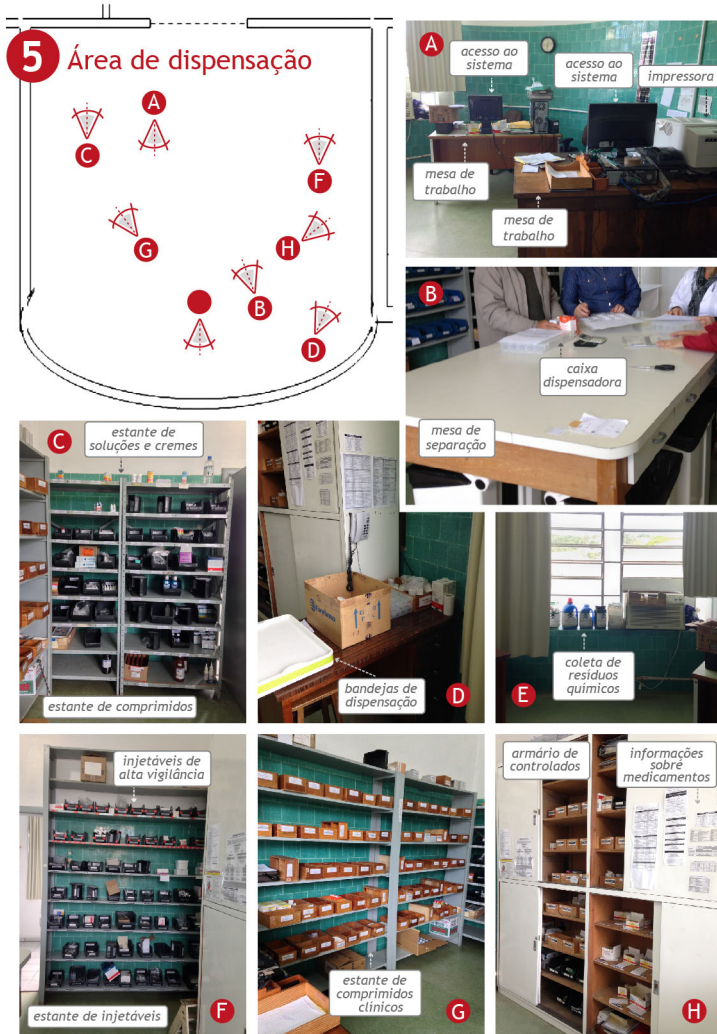 5 Área de dispensação
A
C
F
G
H
B
D
A
acesso ao
sistema
acesso ao
sistema
impressora
mesa de
trabalho
mesa de
trabalho
B
caixa
dispensadora
mesa de
separação
C
estante de
soluções e cremes
estante de comprimidos
bandejas de
dispensação
D
coleta de
resíduos
químicos
E
injetáveis de
alta vigilância
estante de injetáveis
F
estante de
comprimidos
clínicos
G
armário de
controlados
informações
sobre
medicamentos
H